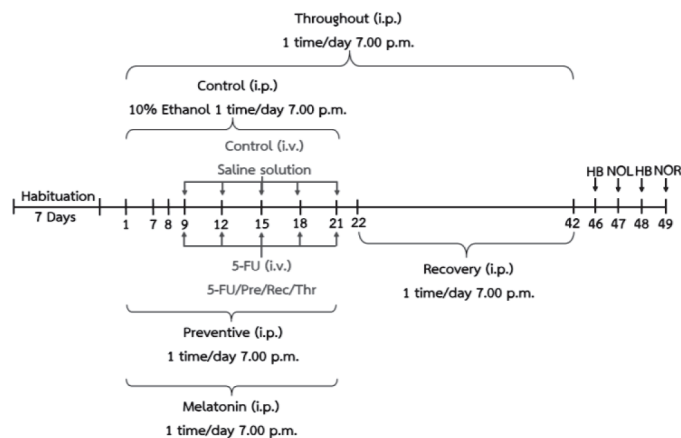 Throughout (i.p.)
1 time/day 7.00 p.m.
Control (i.p.)
10% Ethanol 1 time/day 7.00 p.m.
Control (i.v.)
Saline solution
HB NOL HB NOR
Habituation
7 Days
1 7 8 9 12 15 18 21 22 42 46 47 48 49
5-FU (i.v.)
5-FU/Pre/Rec/Thr
Recovery (i.p.)
1 time/day 7.00 p.m.
Preventive (i.p.)
1 time/day 7.00 p.m.
Melatonin (i.p.)
1 time/day 7.00 p.m.